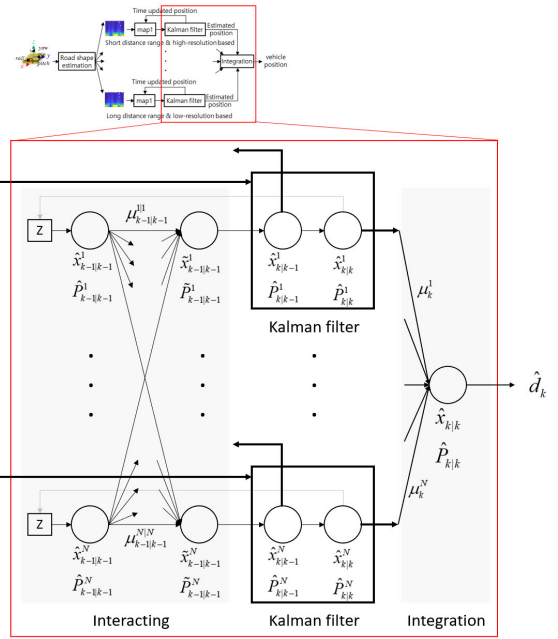 Time updated position
yaw
roll
y
x
z
pitch
Road shape
estimation
map1
Kalman filter
Estimated
position
Short distance range & high-resolution based
Integration
vehicle
position
Time updated position
map1
Kalman filter
Estimated
position
Long distance range & low-resolution based
Z
μ̂^{1|1}_{k-1|k-1}
x̂^1_{k-1|k-1}
P̂^1_{k-1|k-1}
x̃^1_{k-1|k-1}
P̃^1_{k-1|k-1}
x̂^1_{k|k-1}
P̂^1_{k|k-1}
x̂^1_{k|k}
P̂^1_{k|k}
Kalman filter
μ^1_k
x̂_{k|k}
P̂_{k|k}
d̂_k
μ^N_k
Z
μ^{N|N}_{k-1|k-1}
x̂^N_{k-1|k-1}
P̂^N_{k-1|k-1}
x̃^N_{k-1|k-1}
P̃^N_{k-1|k-1}
x̂^N_{k|k-1}
P̂^N_{k|k-1}
x̂^N_{k|k}
P̂^N_{k|k}
Interacting
Kalman filter
Integration